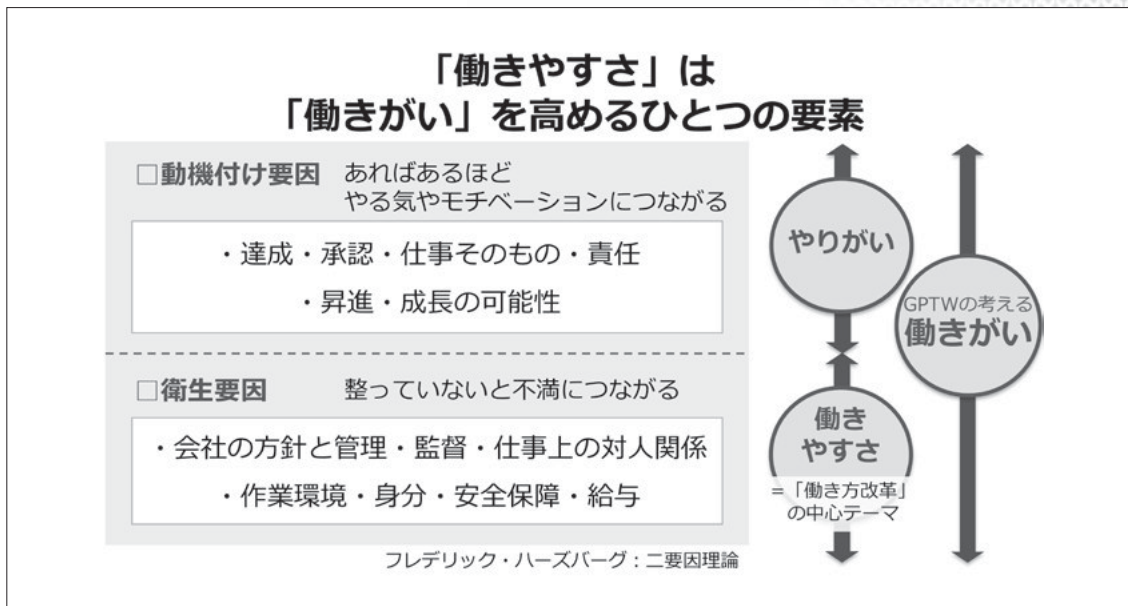 「働きやすさ」は
「働きがい」を高めるひとつの要素
□動機付け要因 あればあるほど
やる気やモチベーションにつながる
・達成・承認・仕事そのもの・責任
・昇進・成長の可能性
□衛生要因 整っていないと不満につながる
・会社の方針と管理・監督・仕事上の対人関係
・作業環境・身分・安全保障・給与
フレデリック・ハーズバーグ：二要因理論
やりがい
働き
やすさ
＝「働き方改革」
の中心テーマ
GPTWの考える
働きがい